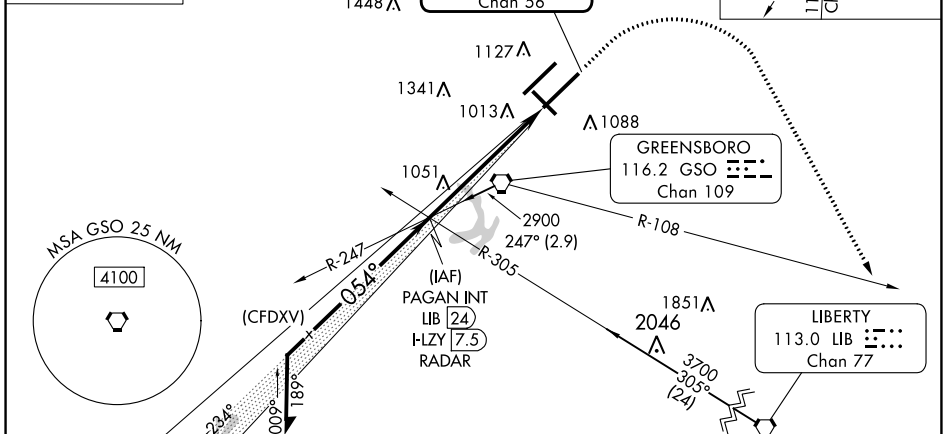 1448
Chan 56
1127
1341
1013
1088
GREENSBORO
116.2 GSO
Chan 109
1051
2900
247° (2.9)
R-108
MSA GSO 25 NM
4100
R-247
R-305
054°
(IAF)
PAGAN INT
LIB 24
I-LZY 7.5
RADAR
(CFDXV)
1851
2046
LIBERTY
113.0 LIB
Chan 77
3700
305°
(24)
189°
009°
234°